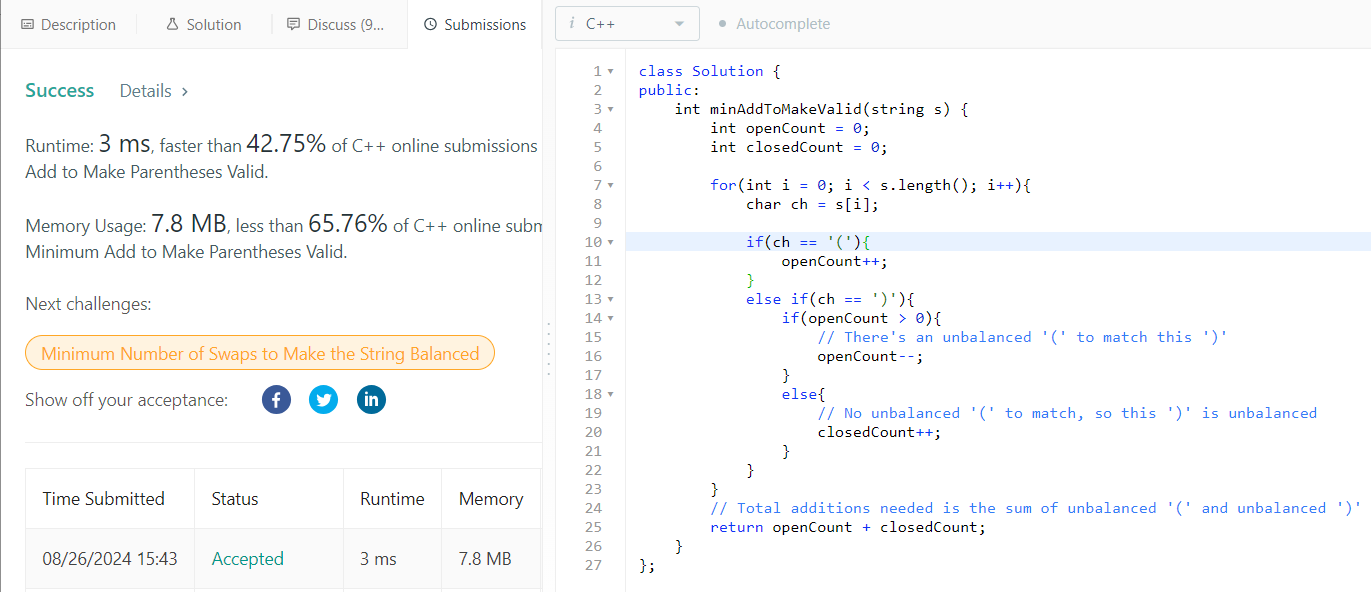 Description Solution Discuss (9... Submissions
Success Details >
Runtime: 3 ms, faster than 42.75% of C++ online submissions
Add to Make Parentheses Valid.
Memory Usage: 7.8 MB, less than 65.76% of C++ online subm
Minimum Add to Make Parentheses Valid.
Next challenges:
Minimum Number of Swaps to Make the String Balanced
Show off your acceptance: f in
Time Submitted Status Runtime Memory
08/26/2024 15:43 Accepted 3 ms 7.8 MB
i C++ Autocomplete
1 class Solution {
2 public:
3     int minAddToMakeValid(string s) {
4         int openCount = 0;
5         int closedCount = 0;
6
7         for(int i = 0; i < s.length(); i++){
8             char ch = s[i];
9
10             if(ch == '('){
11                 openCount++;
12             }
13             else if(ch == ')'){
14                 if(openCount > 0){
15                     // There's an unbalanced '(' to match this ')'
16                     openCount--;
17                 }
18                 else{
19                     // No unbalanced '(' to match, so this ')' is unbalanced
20                     closedCount++;
21                 }
22             }
23         }
24         // Total additions needed is the sum of unbalanced '(' and unbalanced ')'
25         return openCount + closedCount;
26     }
27 };